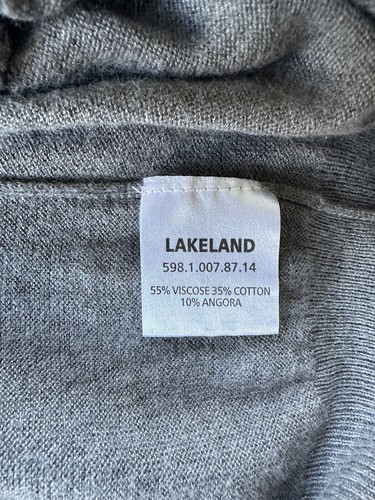 LAKELAND
598.1.007.87.14
55% VISCOSE 35% COTTON
10% ANGORA